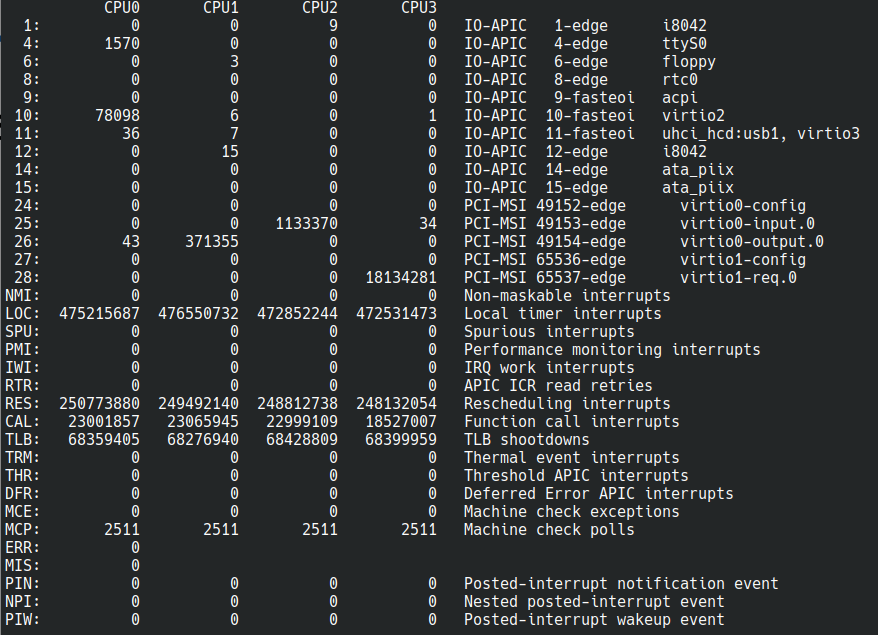 CPU0 CPU1 CPU2 CPU3
1: 0 0 9 0 IO-APIC 1-edge i8042
4: 1570 0 0 0 IO-APIC 4-edge ttyS0
6: 0 3 0 0 IO-APIC 6-edge floppy
8: 0 0 0 0 IO-APIC 8-edge rtc0
9: 0 0 0 0 IO-APIC 9-fasteoi acpi
10: 78098 6 0 1 IO-APIC 10-fasteoi virtio2
11: 36 7 0 0 IO-APIC 11-fasteoi uhci_hcd:usb1, virtio3
12: 0 15 0 0 IO-APIC 12-edge i8042
14: 0 0 0 0 IO-APIC 14-edge ata_piix
15: 0 0 0 0 IO-APIC 15-edge ata_piix
24: 0 0 0 0 PCI-MSI 49152-edge virtio0-config
25: 0 0 1133370 34 PCI-MSI 49153-edge virtio0-input.0
26: 43 371355 0 0 PCI-MSI 49154-edge virtio0-output.0
27: 0 0 0 0 PCI-MSI 65536-edge virtio1-config
28: 0 0 0 18134281 PCI-MSI 65537-edge virtio1-req.0
NMI: 0 0 0 0 Non-maskable interrupts
LOC: 475215687 476550732 472852244 472531473 Local timer interrupts
SPU: 0 0 0 0 Spurious interrupts
PMI: 0 0 0 0 Performance monitoring interrupts
IWI: 0 0 0 0 IRQ work interrupts
RTR: 0 0 0 0 APIC ICR read retries
RES: 250773880 249492140 248812738 248132054 Rescheduling interrupts
CAL: 23001857 23065945 22999109 18527007 Function call interrupts
TLB: 68359405 68276940 68428809 68399959 TLB shootdowns
TRM: 0 0 0 0 Thermal event interrupts
THR: 0 0 0 0 Threshold APIC interrupts
DFR: 0 0 0 0 Deferred Error APIC interrupts
MCE: 0 0 0 0 Machine check exceptions
MCP: 2511 2511 2511 2511 Machine check polls
ERR: 0
MIS: 0
PIN: 0 0 0 0 Posted-interrupt notification event
NPI: 0 0 0 0 Nested posted-interrupt event
PIW: 0 0 0 0 Posted-interrupt wakeup event